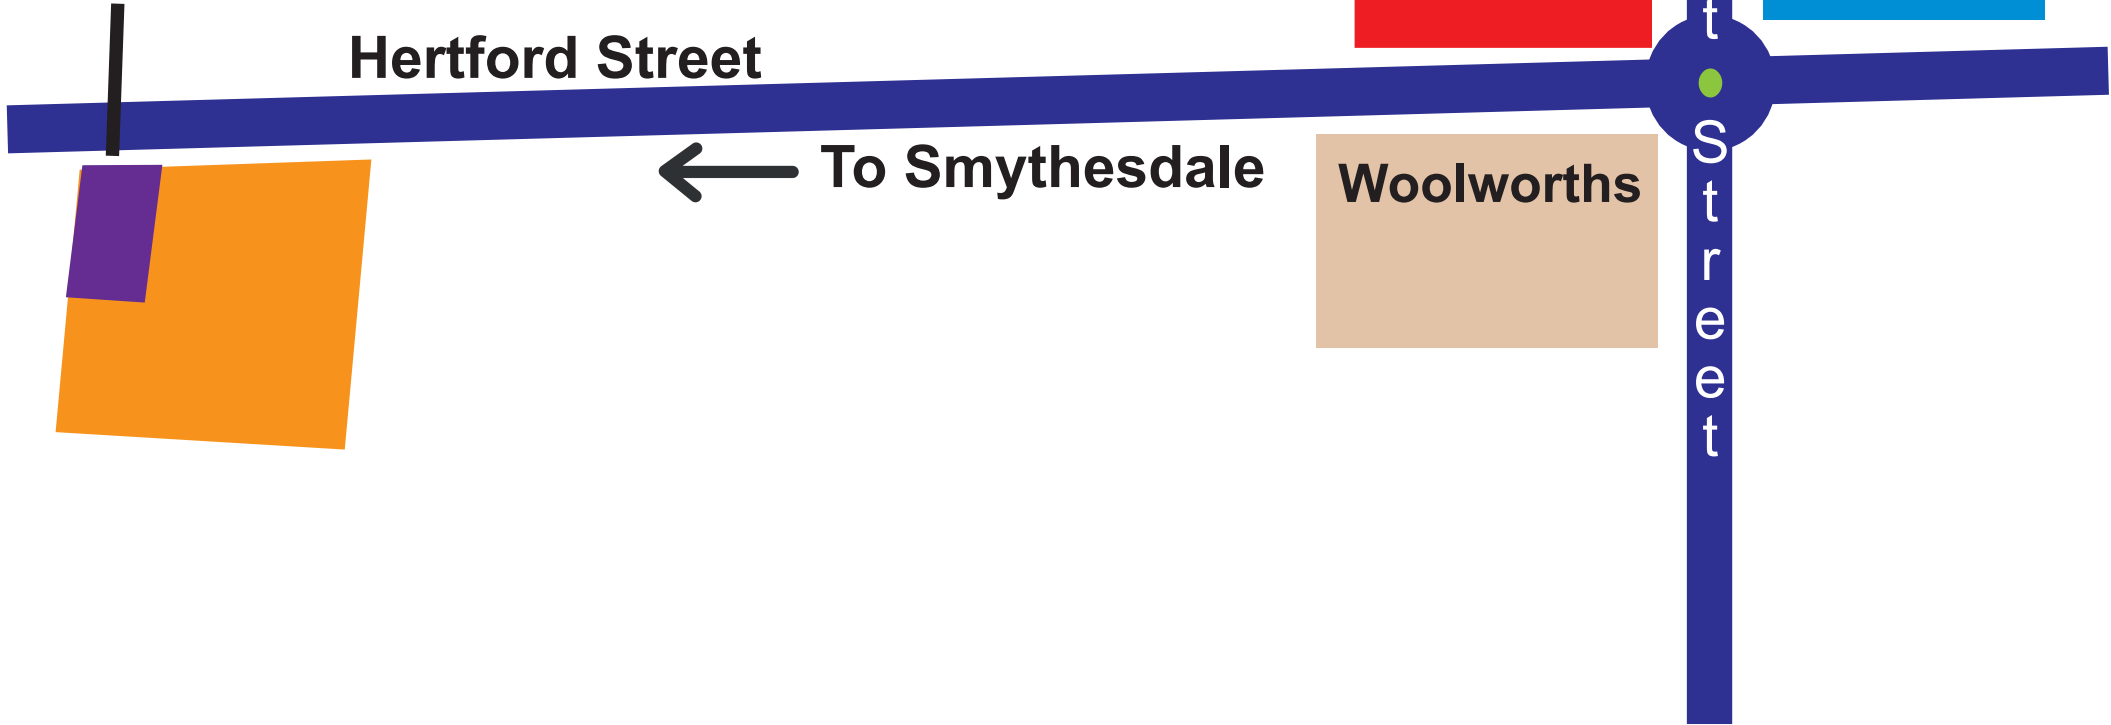 Hertford Street
To Smythesdale
Woolworths
t
Street